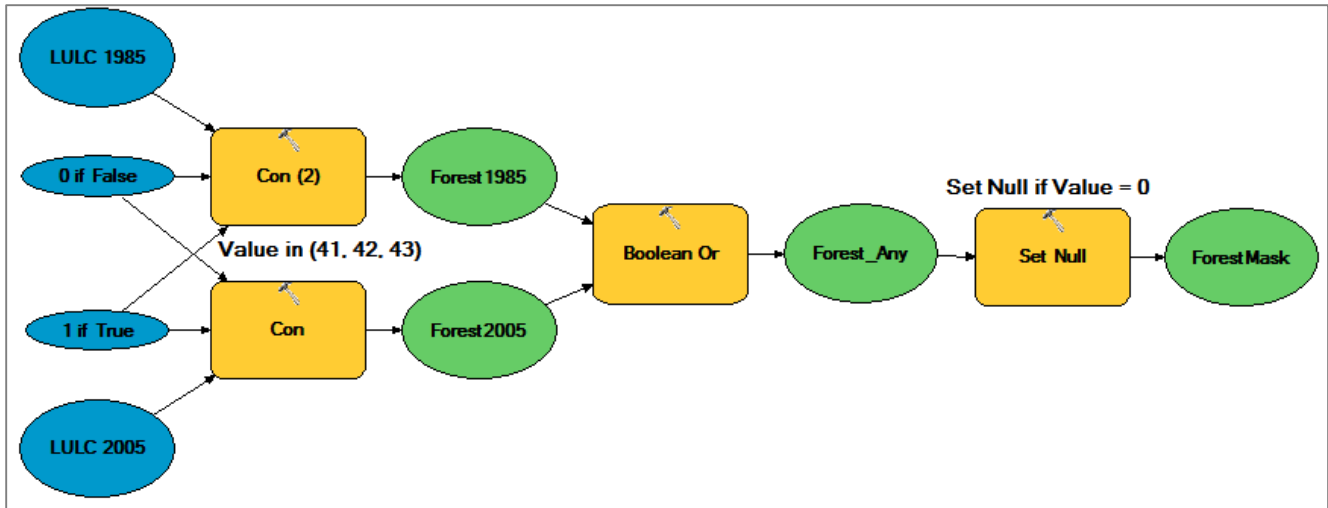 LULC 1985
0 if False
Con (2)
Forest1985
Value in (41, 42, 43)
1 if True
Con
Forest2005
LULC 2005
Boolean Or
Forest_Any
Set Null if Value = 0
Set Null
ForestMask